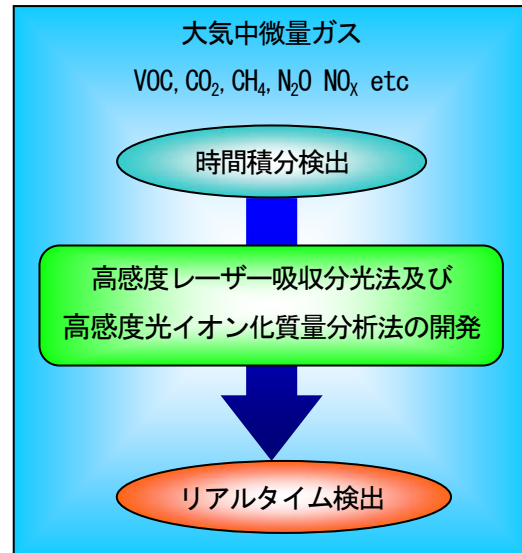 大気中微量ガス
VOC, CO₂, CH₄, N₂O NOₓ etc
時間積分検出
高感度レーザー吸収分光法及び
高感度光イオン化質量分析法の開発
リアルタイム検出